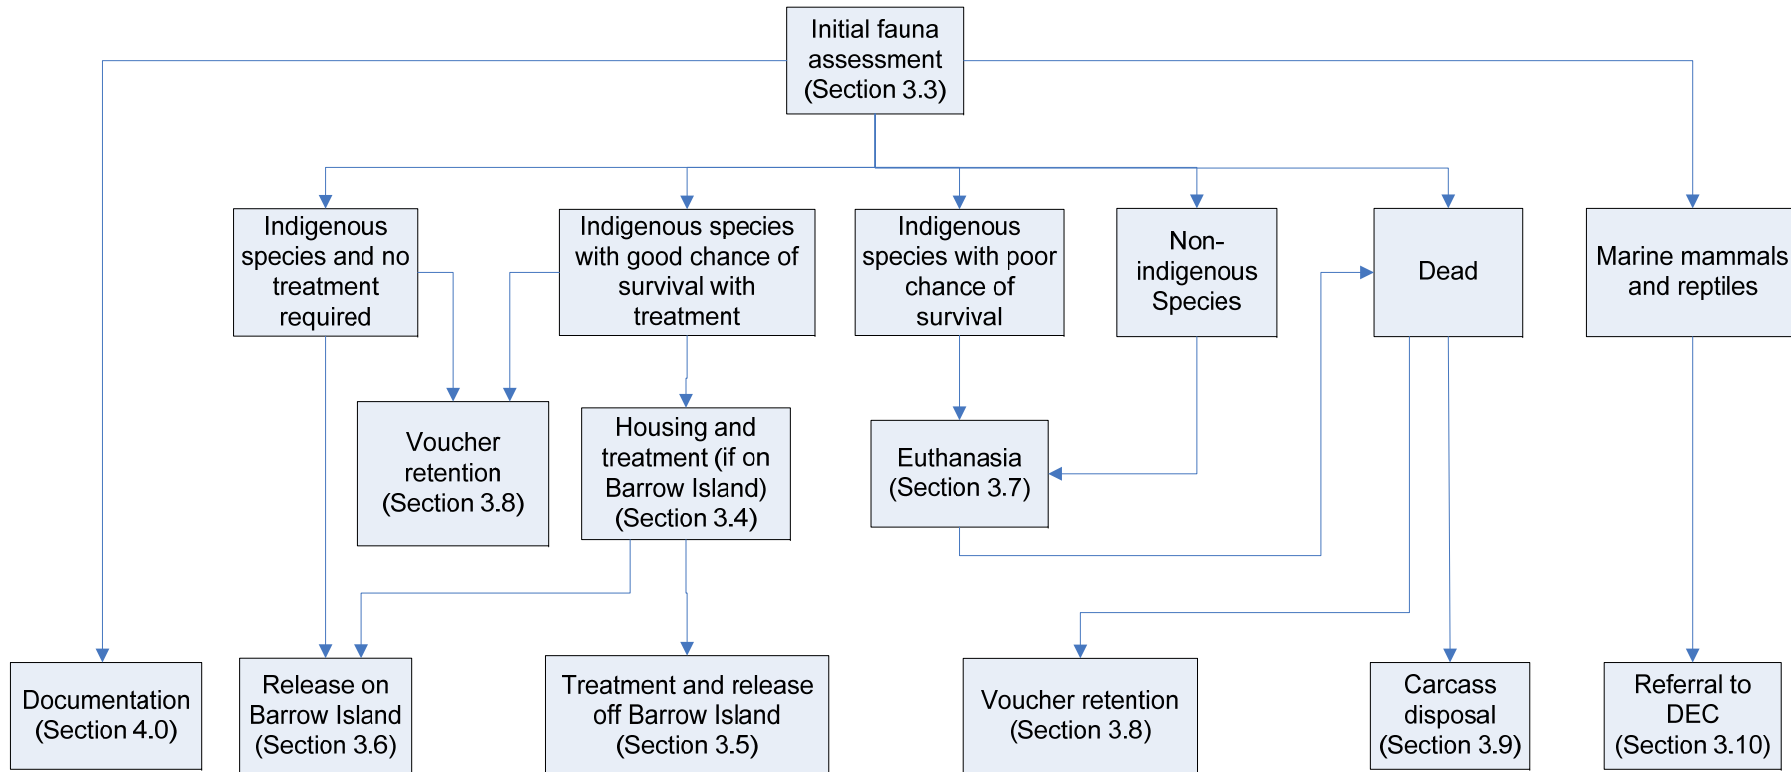 Initial fauna
assessment
(Section 3.3)
Indigenous
species and no
treatment
required
Indigenous species
with good chance of
survival with
treatment
Indigenous
species with poor
chance of
survival
Non-
indigenous
Species
Dead
Marine mammals
and reptiles
Voucher
retention
(Section 3.8)
Housing and
treatment (if on
Barrow Island)
(Section 3.4)
Euthanasia
(Section 3.7)
Documentation
(Section 4.0)
Release on
Barrow Island
(Section 3.6)
Treatment and release
off Barrow Island
(Section 3.5)
Voucher retention
(Section 3.8)
Carcass
disposal
(Section 3.9)
Referral to
DEC
(Section 3.10)